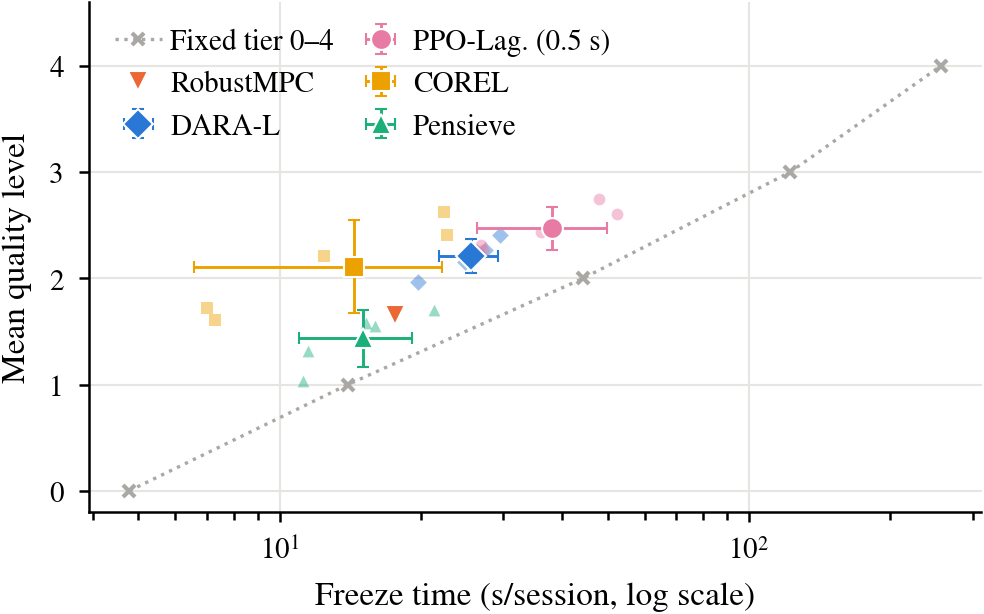 Fixed tier 0–4
PPO-Lag. (0.5 s)
RobustMPC
COREL
DARA-L
Pensieve
Mean quality level
4
3
2
1
0
10¹
10²
Freeze time (s/session, log scale)